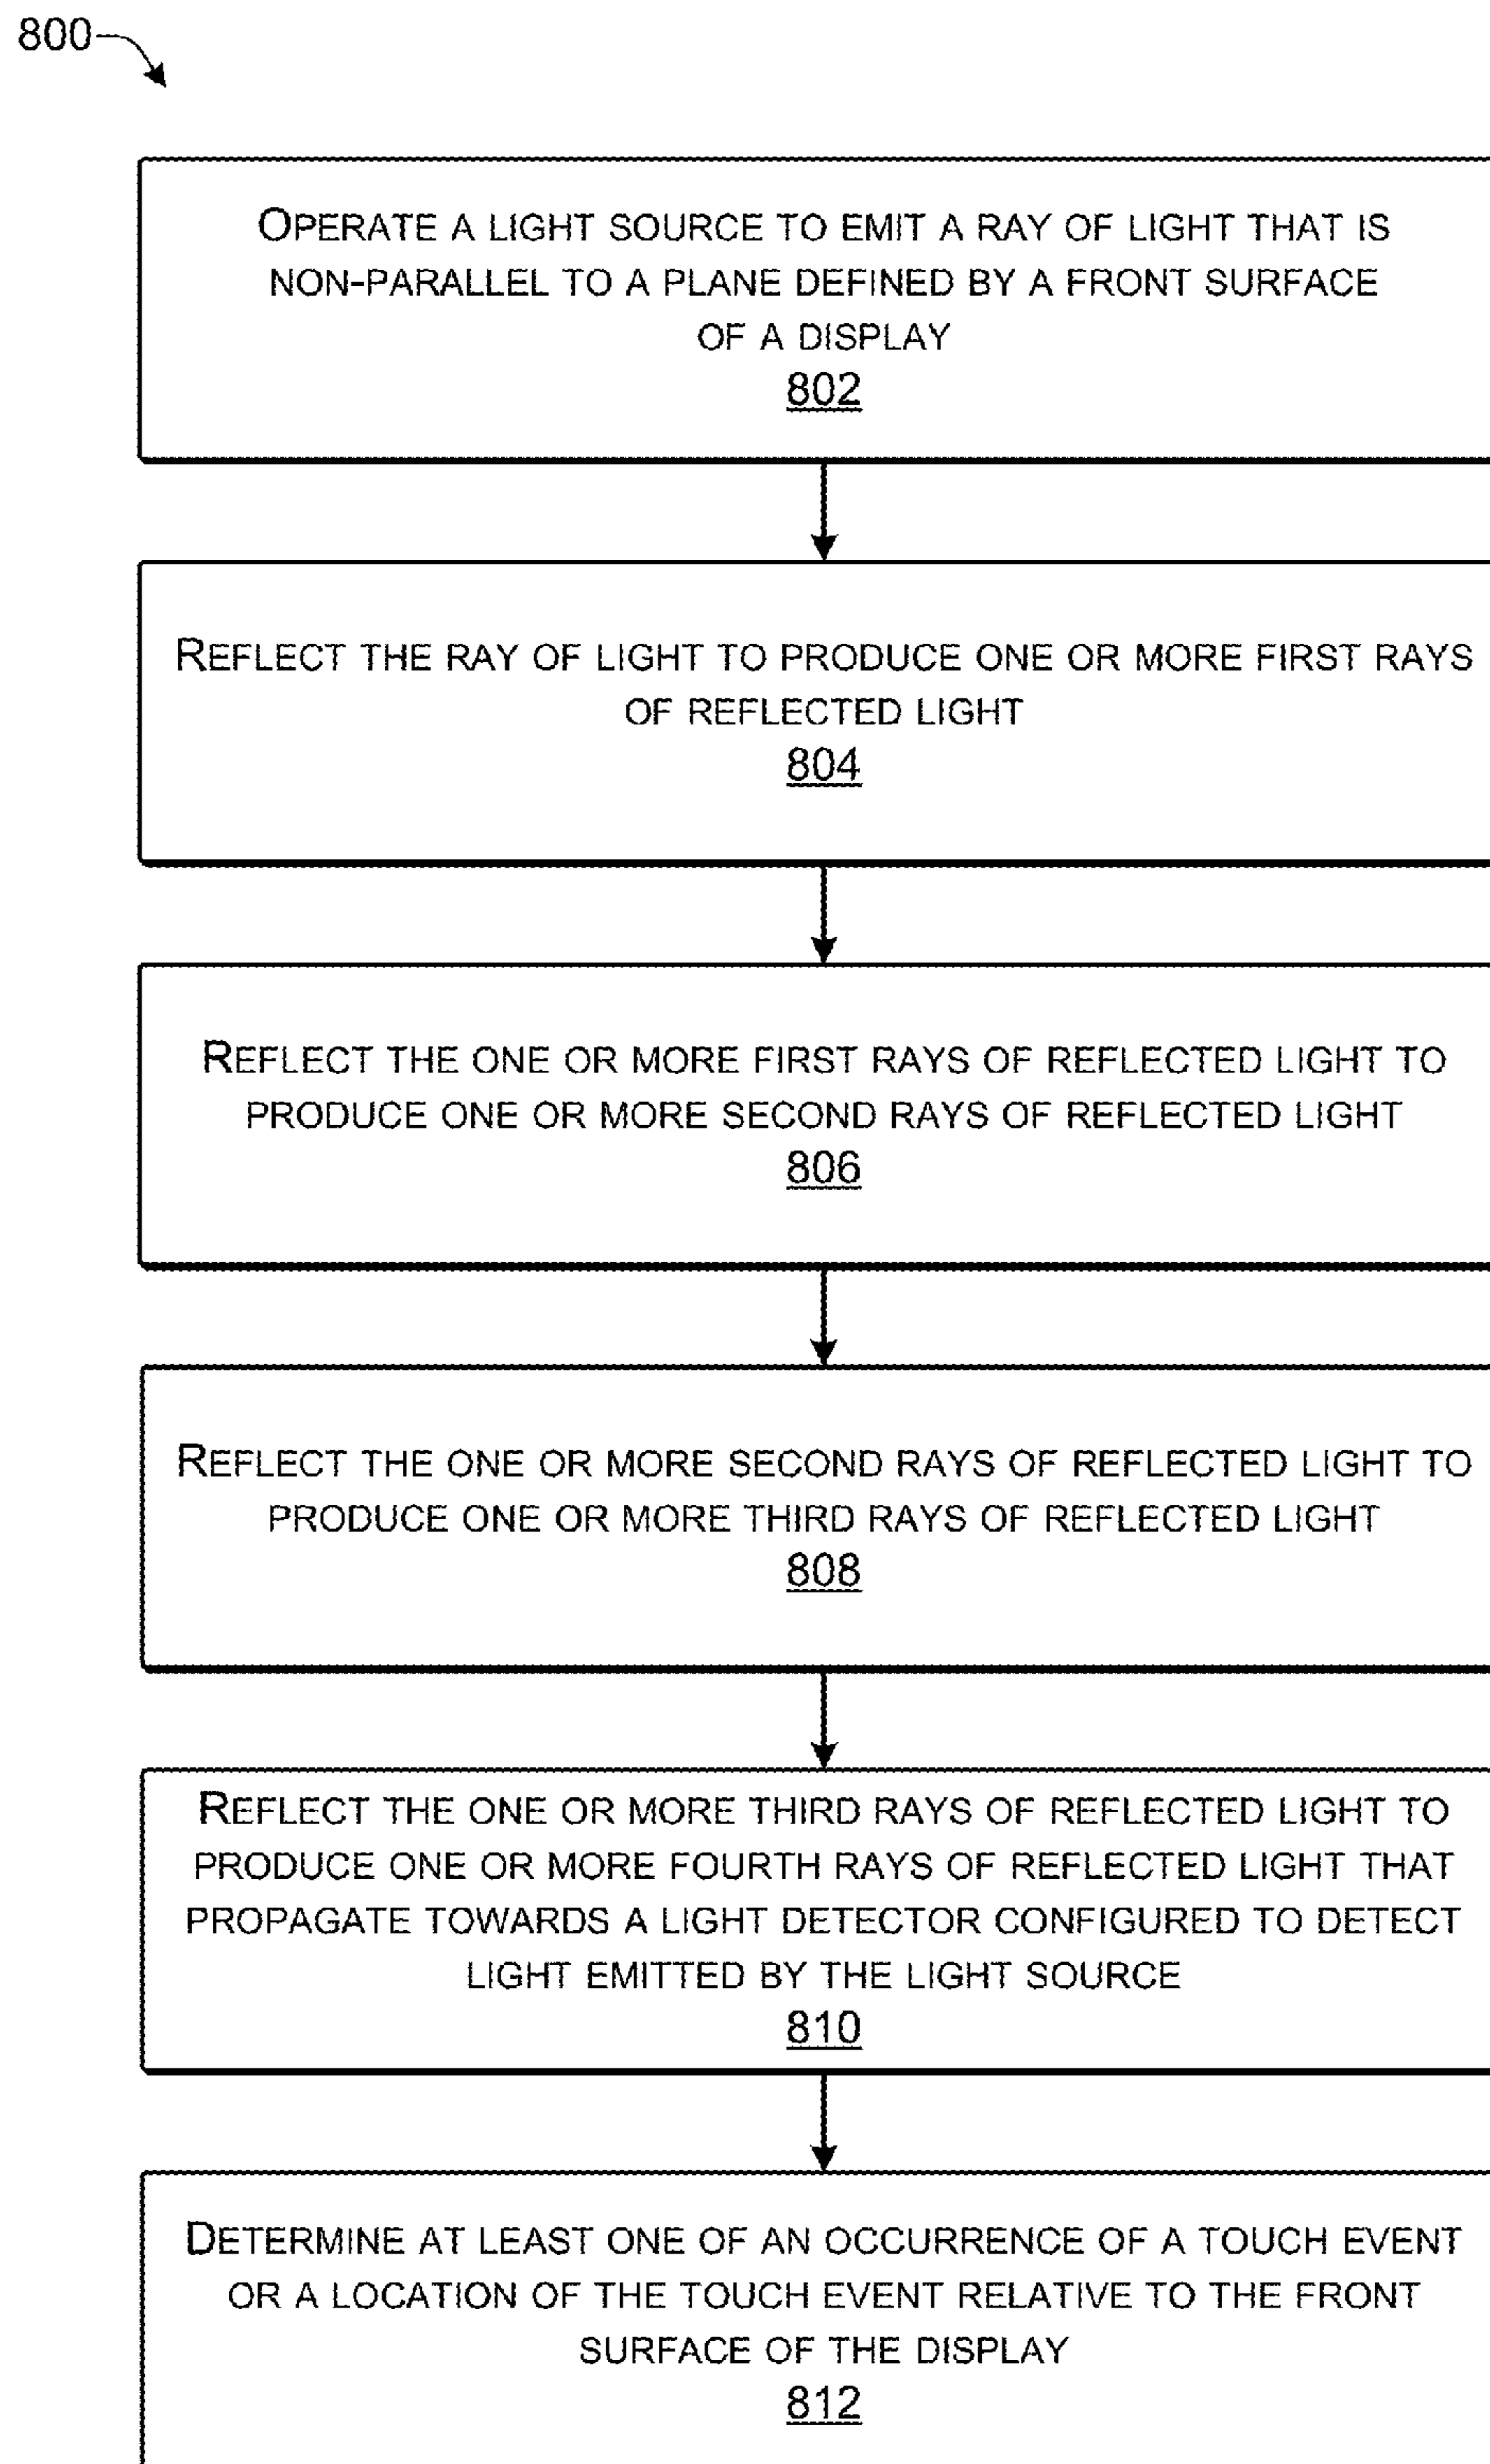 800
OPERATE A LIGHT SOURCE TO EMIT A RAY OF LIGHT THAT IS
NON-PARALLEL TO A PLANE DEFINED BY A FRONT SURFACE
OF A DISPLAY
802
REFLECT THE RAY OF LIGHT TO PRODUCE ONE OR MORE FIRST RAYS
OF REFLECTED LIGHT
804
REFLECT THE ONE OR MORE FIRST RAYS OF REFLECTED LIGHT TO
PRODUCE ONE OR MORE SECOND RAYS OF REFLECTED LIGHT
806
REFLECT THE ONE OR MORE SECOND RAYS OF REFLECTED LIGHT TO
PRODUCE ONE OR MORE THIRD RAYS OF REFLECTED LIGHT
808
REFLECT THE ONE OR MORE THIRD RAYS OF REFLECTED LIGHT TO
PRODUCE ONE OR MORE FOURTH RAYS OF REFLECTED LIGHT THAT
PROPAGATE TOWARDS A LIGHT DETECTOR CONFIGURED TO DETECT
LIGHT EMITTED BY THE LIGHT SOURCE
810
DETERMINE AT LEAST ONE OF AN OCCURRENCE OF A TOUCH EVENT
OR A LOCATION OF THE TOUCH EVENT RELATIVE TO THE FRONT
SURFACE OF THE DISPLAY
812